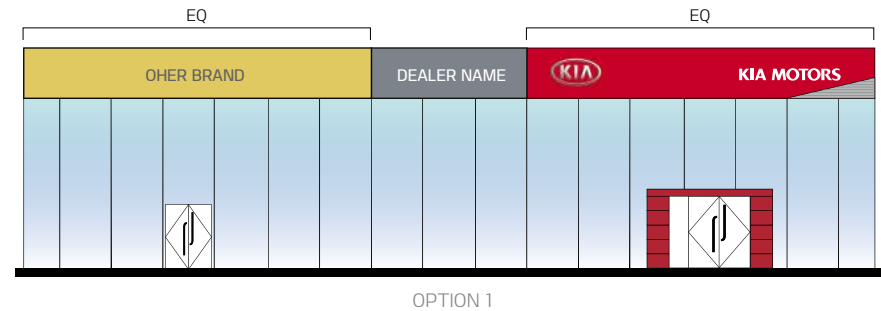 EQ EQ
OHER BRAND DEALER NAME KIA KIA MOTORS
OPTION 1